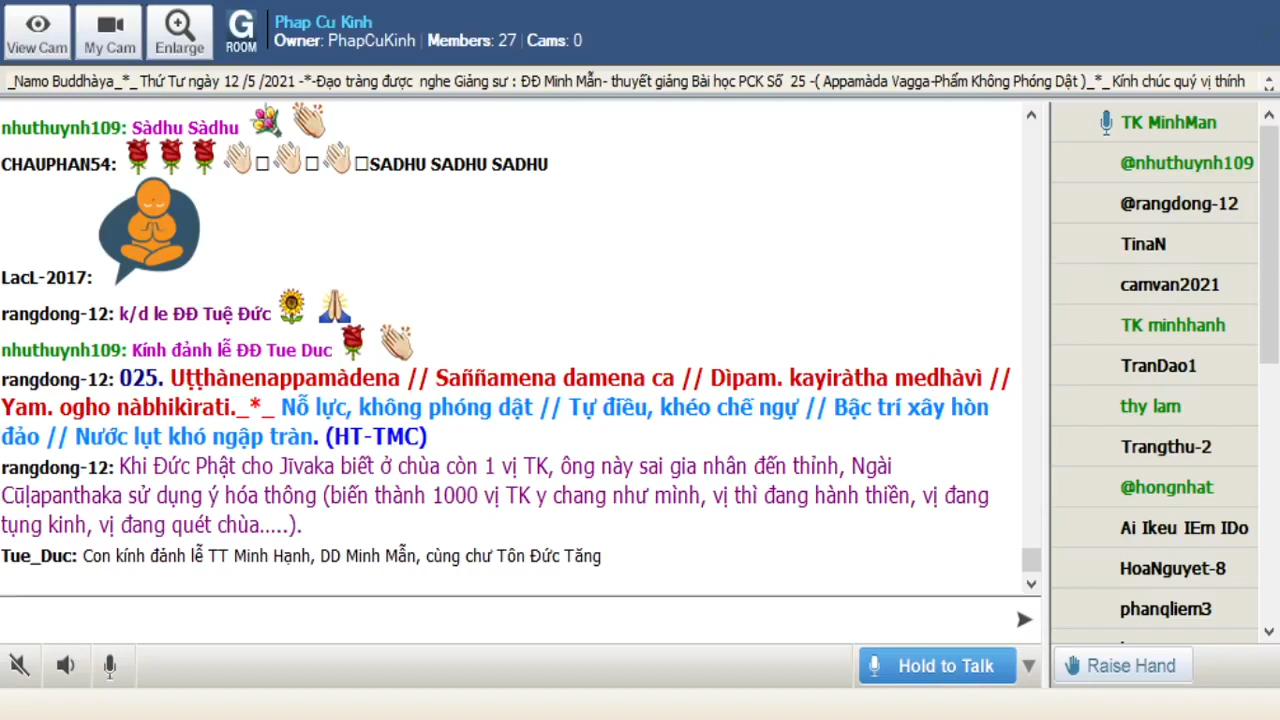 View Cam
My Cam
Enlarge
G
ROOM
Phap Cu Kinh
Owner: PhapCuKinh | Members: 27 | Cams: 0
_Namo Buddhàya_*_ Thứ Tư ngày 12 /5 /2021 -*-Đạo tràng được nghe Giảng sư : ĐĐ Minh Mẫn- thuyết giảng Bài học PCK Số 25 -( Appamàda Vagga-Phẩm Không Phóng Dật )_*_ Kính chúc quý vị thính
nhuthuynh109: Sàdhu Sàdhu
CHAUPHAN54: SADHU SADHU SADHU
LacL-2017:
rangdong-12: k/d le ĐĐ Tuệ Đức
nhuthuynh109: Kính đảnh lễ ĐĐ Tue Duc
rangdong-12: 025. Uṭṭhànenappamàdena // Saññamena damena ca // Dìpam. kayiràtha medhàvì //
Yam. ogho nàbhikìrati._*_ Nỗ lực, không phóng dật // Tự điều, khéo chế ngự // Bậc trí xây hòn
đảo // Nước lụt khó ngập tràn. (HT-TMC)
rangdong-12: Khi Đức Phật cho Jīvaka biết ở chùa còn 1 vị TK, ông này sai gia nhân đến thỉnh, Ngài
Cūḷapanthaka sử dụng ý hóa thông (biến thành 1000 vị TK y chang như mình, vị thì đang hành thiền, vị đang
tụng kinh, vị đang quét chùa.....).
Tue_Duc: Con kính đảnh lễ TT Minh Hạnh, DD Minh Mẫn, cùng chư Tôn Đức Tăng
TK MinhMan
@nhuthuynh109
@rangdong-12
TinaN
camvan2021
TK minhhanh
TranDao1
thy lam
Trangthu-2
@hongnhat
Ai Ikeu IEm IDo
HoaNguyet-8
phanqliem3
Hold to Talk
Raise Hand